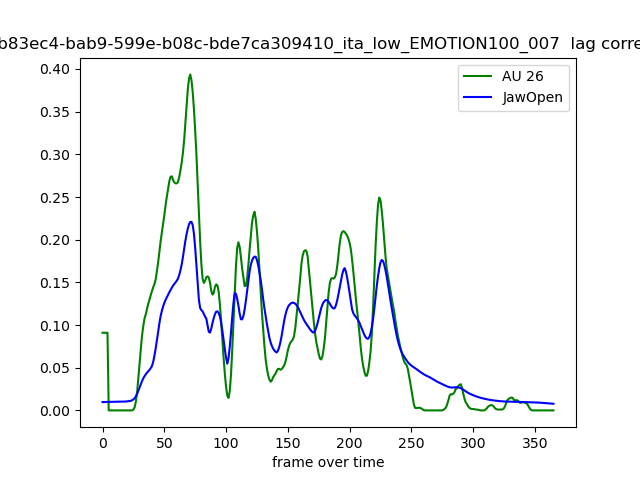 b83ec4-bab9-599e-b08c-bde7ca309410_ita_low_EMOTION100_007 lag corre
AU 26
JawOpen
0.40
0.35
0.30
0.25
0.20
0.15
0.10
0.05
0.00
0 50 100 150 200 250 300 350
frame over time